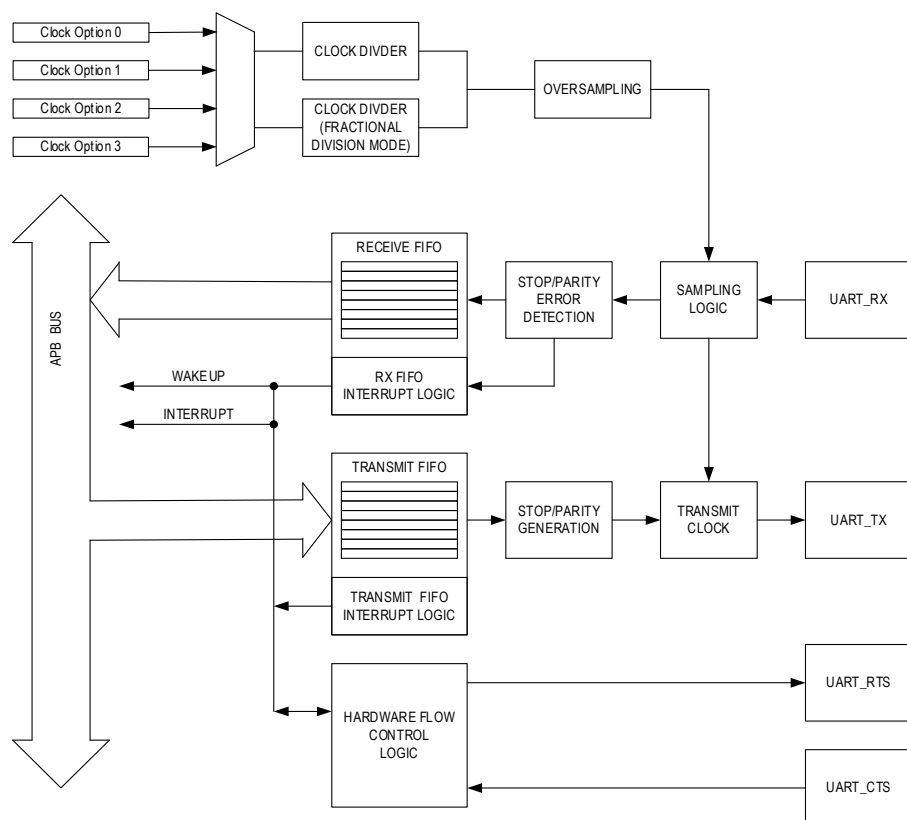 Clock Option 0
Clock Option 1
Clock Option 2
Clock Option 3
CLOCK DIVDER
CLOCK DIVDER
(FRACTIONAL
DIVISION MODE)
OVERSAMPLING
APB BUS
RECEIVE FIFO
RX FIFO
INTERRUPT LOGIC
STOP/PARITY
ERROR
DETECTION
SAMPLING
LOGIC
UART_RX
WAKEUP
INTERRUPT
TRANSMIT FIFO
TRANSMIT FIFO
INTERRUPT LOGIC
STOP/PARITY
GENERATION
TRANSMIT
CLOCK
UART_TX
HARDWARE FLOW
CONTROL
LOGIC
UART_RTS
UART_CTS